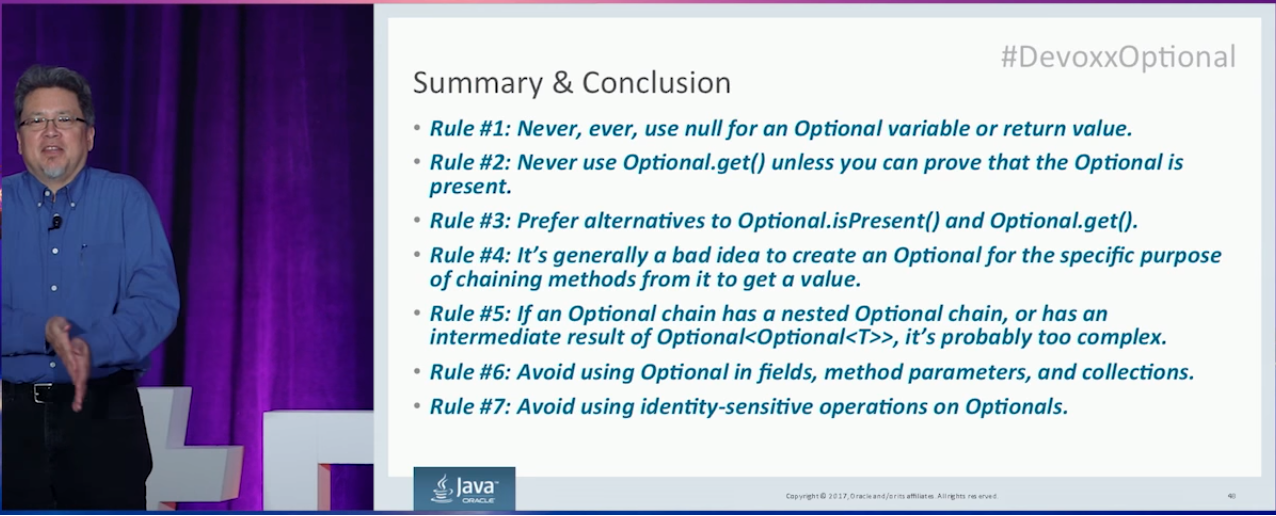 #DevoxxOptional
Summary & Conclusion
• Rule #1: Never, ever, use null for an Optional variable or return value.
• Rule #2: Never use Optional.get() unless you can prove that the Optional is
present.
• Rule #3: Prefer alternatives to Optional.isPresent() and Optional.get().
• Rule #4: It’s generally a bad idea to create an Optional for the specific purpose
of chaining methods from it to get a value.
• Rule #5: If an Optional chain has a nested Optional chain, or has an
intermediate result of Optional<Optional<T>>, it’s probably too complex.
• Rule #6: Avoid using Optional in fields, method parameters, and collections.
• Rule #7: Avoid using identity-sensitive operations on Optionals.
Java™
ORACLE
Copyright © 2017, Oracle and/or its affiliates. All rights reserved.